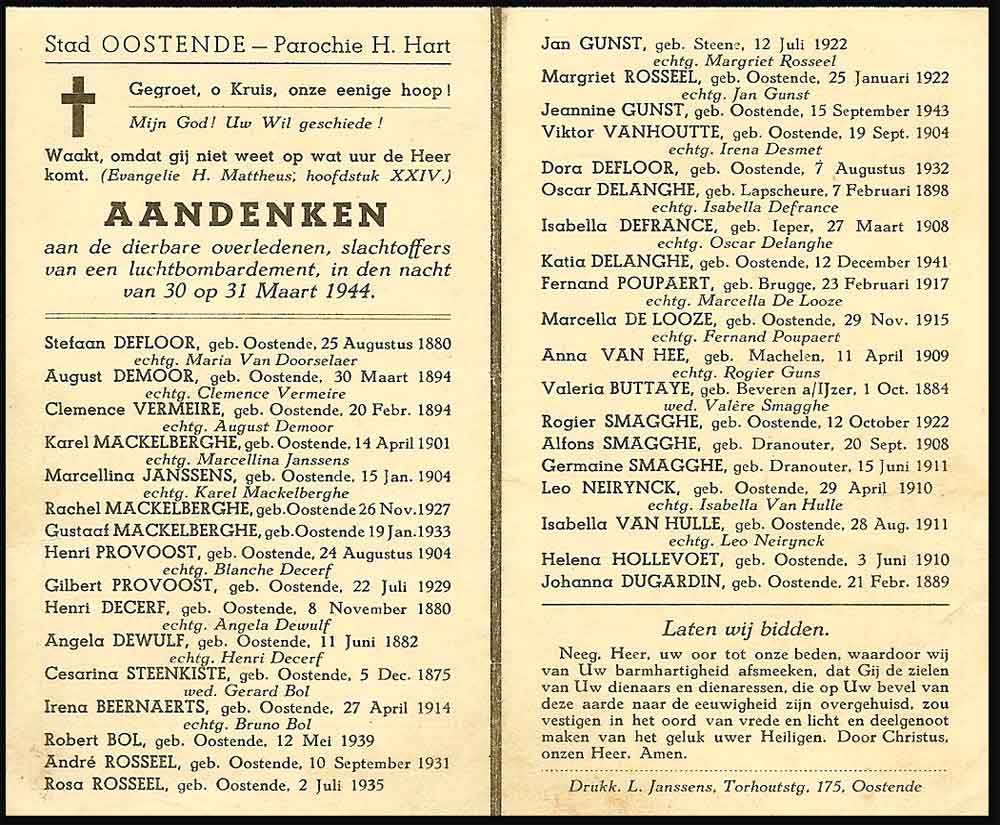 Stad OOSTENDE — Parochie H. Hart
Gegroet, o Kruis, onze eenige hoop!
Mijn God! Uw Wil geschiede!
Waakt, omdat gij niet weet op wat uur de Heer
komt. (Evangelie H. Mattheus, hoofdstuk XXIV.)
AANDENKEN
aan de dierbare overledenen, slachtoffers
van een luchtbombardement, in den nacht
van 30 op 31 Maart 1944.
Stefaan DEFLOOR, geb. Oostende, 25 Augustus 1880
echtg. Maria Van Doorselaer
August DEMOOR, geb. Oostende, 30 Maart 1894
echtg. Clemence Vermeire
Clemence VERMEIRE, geb. Oostende, 20 Febr. 1894
echtg. August Demoor
Karel MACKELBERGHE, geb. Oostende, 14 April 1901
echtg. Marcellina Janssens
Marcellina JANSSENS, geb. Oostende, 15 Jan. 1904
echtg. Karel Mackelberghe
Rachel MACKELBERGHE, geb. Oostende 26 Nov. 1927
Gustaaf MACKELBERGHE, geb. Oostende 19 Jan. 1933
Henri PROVOOST, geb. Oostende, 24 Augustus 1904
echtg. Blanche Decerf
Gilbert PROVOOST, geb. Oostende, 22 Juli 1929
Henri DECERF, geb. Oostende, 8 November 1880
echtg. Angela Dewulf
Angela DEWULF, geb. Oostende, 11 Juni 1882
echtg. Henri Decerf
Cesarina STEENKISTE, geb. Oostende, 5 Dec. 1875
wed. Gerard Bol
Irena BEERNAERTS, geb. Oostende, 27 April 1914
echtg. Bruno Bol
Robert BOL, geb. Oostende, 12 Mei 1939
André ROSSEEL, geb. Oostende, 10 September 1931
Rosa ROSSEEL, geb. Oostende, 2 Juli 1935
Jan GUNST, geb. Steene, 12 Juli 1922
echtg. Margriet Rosseel
Margriet ROSSEEL, geb. Oostende, 25 Januari 1922
echtg. Jan Gunst
Jeannine GUNST, geb. Oostende, 15 September 1943
Viktor VANHOUTTE, geb. Oostende, 19 Sept. 1904
echtg. Irena Desmet
Dora DEFLOOR, geb. Oostende, 7 Augustus 1932
Oscar DELANGHE, geb. Lapscheure, 7 Februari 1898
echtg. Isabella Defrance
Isabella DEFRANCE, geb. Ieper, 27 Maart 1908
echtg. Oscar Delanghe
Katia DELANGHE, geb. Oostende, 12 December 1941
Fernand POUPAERT, geb. Brugge, 23 Februari 1917
echtg. Marcella De Looze
Marcella DE LOOZE, geb. Oostende, 29 Nov. 1915
echtg. Fernand Poupaert
Anna VAN HEE, geb. Machelen, 11 April 1909
echtg. Rogier Guns
Valeria BUTTAYE, geb. Beveren a/IJzer, 1 Oct. 1884
wed. Valère Smagghe
Rogier SMAGGHE, geb. Oostende, 12 October 1922
Alfons SMAGGHE, geb. Dranouter, 20 Sept. 1908
Germaine SMAGGHE, geb. Dranouter, 15 Juni 1911
Leo NEIRYNCK, geb. Oostende, 29 April 1910
echtg. Isabella Van Hulle
Isabella VAN HULLE, geb. Oostende, 28 Aug. 1911
echtg. Leo Neirynck
Helena HOLLEVOET, geb. Oostende, 3 Juni 1910
Johanna DUGARDIN, geb. Oostende, 21 Febr. 1889
Laten wij bidden.
Neeg, Heer, uw oor tot onze beden, waardoor wij
van Uw barmhartigheid afsmeeken, dat Gij de zielen
van Uw dienaars en dienaressen, die op Uw bevel van
deze aarde naar de eeuwigheid zijn overgehuisd, zou
vestigen in het oord van vrede en licht en deelgenoot
maken van het geluk uwer Heiligen. Door Christus,
onzen Heer. Amen.
Drukk. L. Janssens, Torhoutstg, 175, Oostende